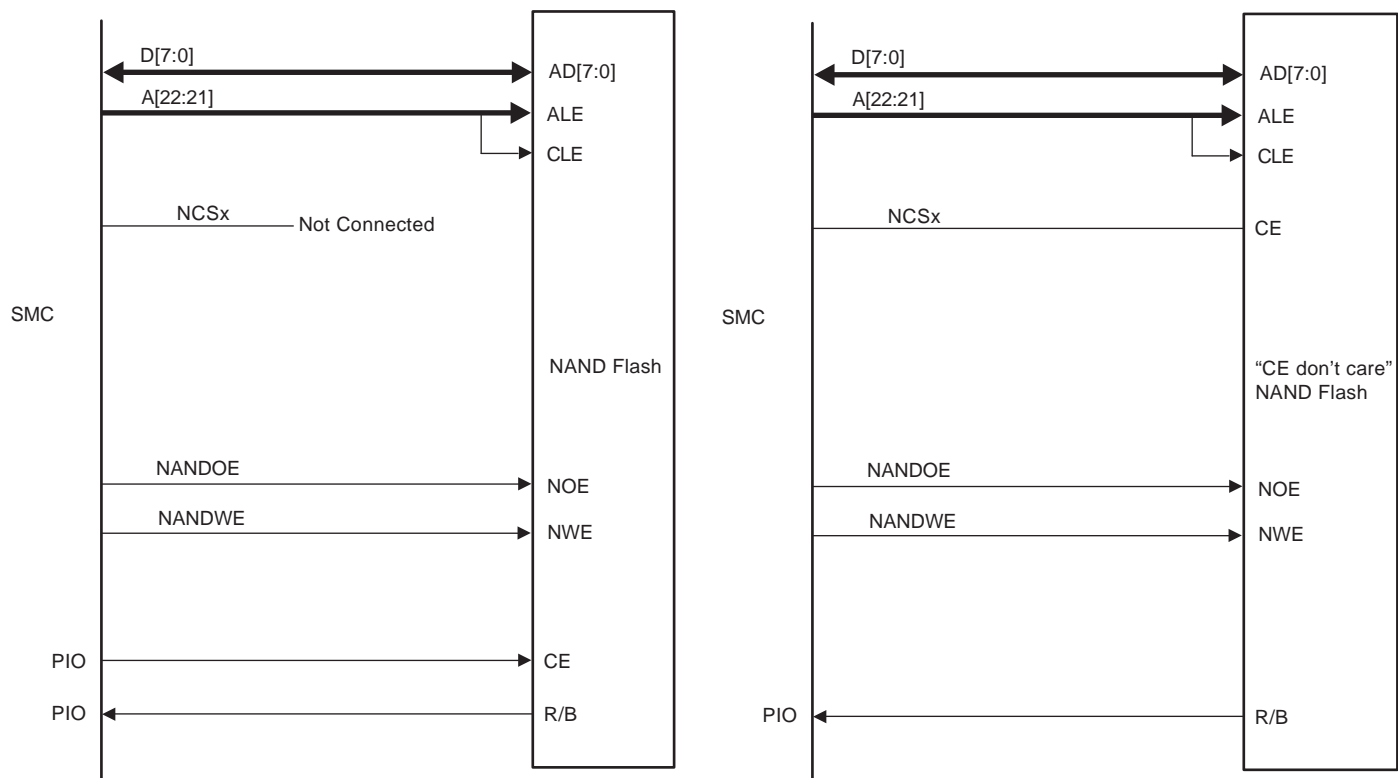 D[7:0]
AD[7:0]
A[22:21]
ALE
CLE
NCSx
Not Connected
SMC
NAND Flash
NANDOE
NOE
NANDWE
NWE
PIO
CE
PIO
R/B
D[7:0]
AD[7:0]
A[22:21]
ALE
CLE
NCSx
CE
SMC
“CE don’t care”
NAND Flash
NANDOE
NOE
NANDWE
NWE
PIO
R/B